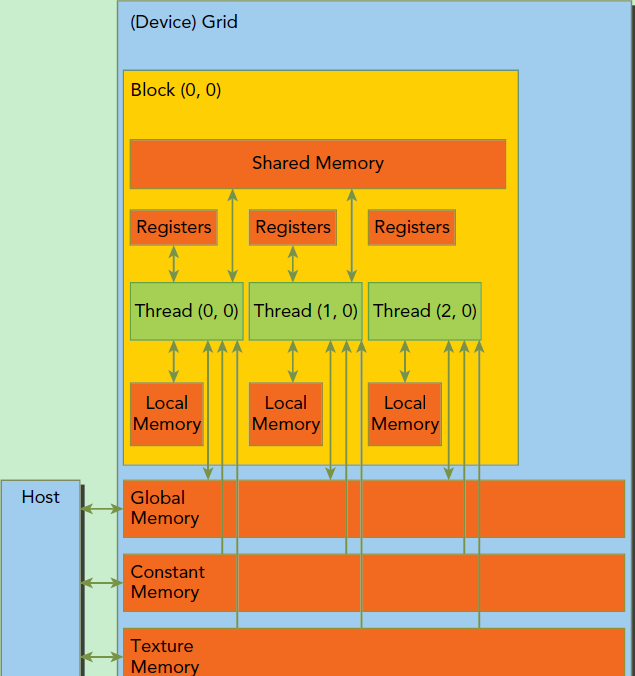 (Device) Grid
Block (0, 0)
Shared Memory
Registers
Registers
Registers
Thread (0, 0)
Thread (1, 0)
Thread (2, 0)
Local
Memory
Local
Memory
Local
Memory
Host
Global
Memory
Constant
Memory
Texture
Memory